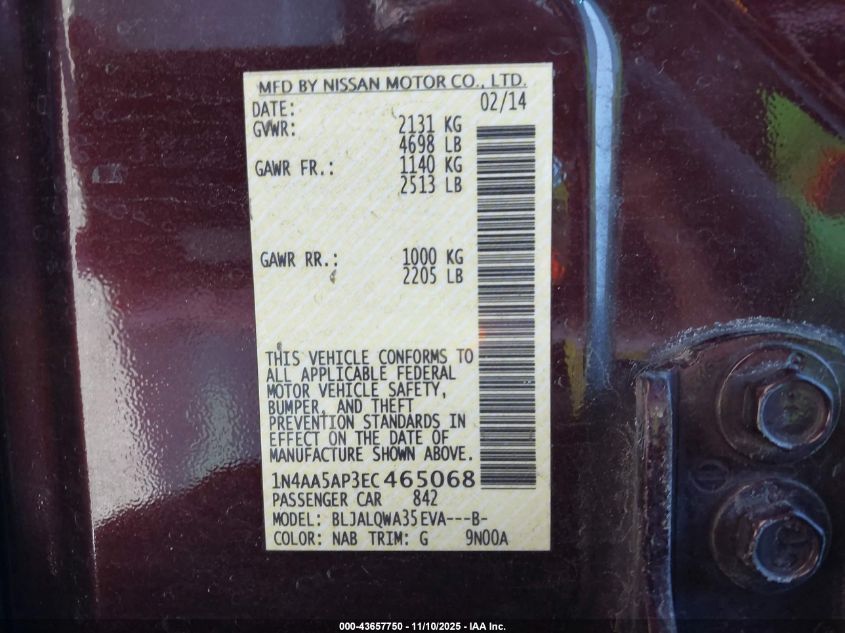 MFD BY NISSAN MOTOR CO., LTD.
DATE: 02/14
GVWR: 2131 KG
4698 LB
GAWR FR.: 1140 KG
2513 LB
GAWR RR.: 1000 KG
2205 LB
THIS VEHICLE CONFORMS TO
ALL APPLICABLE FEDERAL
MOTOR VEHICLE SAFETY,
BUMPER, AND THEFT
PREVENTION STANDARDS IN
EFFECT ON THE DATE OF
MANUFACTURE SHOWN ABOVE.
1N4AA5AP3EC465068
PASSENGER CAR 842
MODEL: BLJALQWA35EVA---B-
COLOR: NAB TRIM: G 9N00A
000-43657750 - 11/10/2025 - IAA Inc.